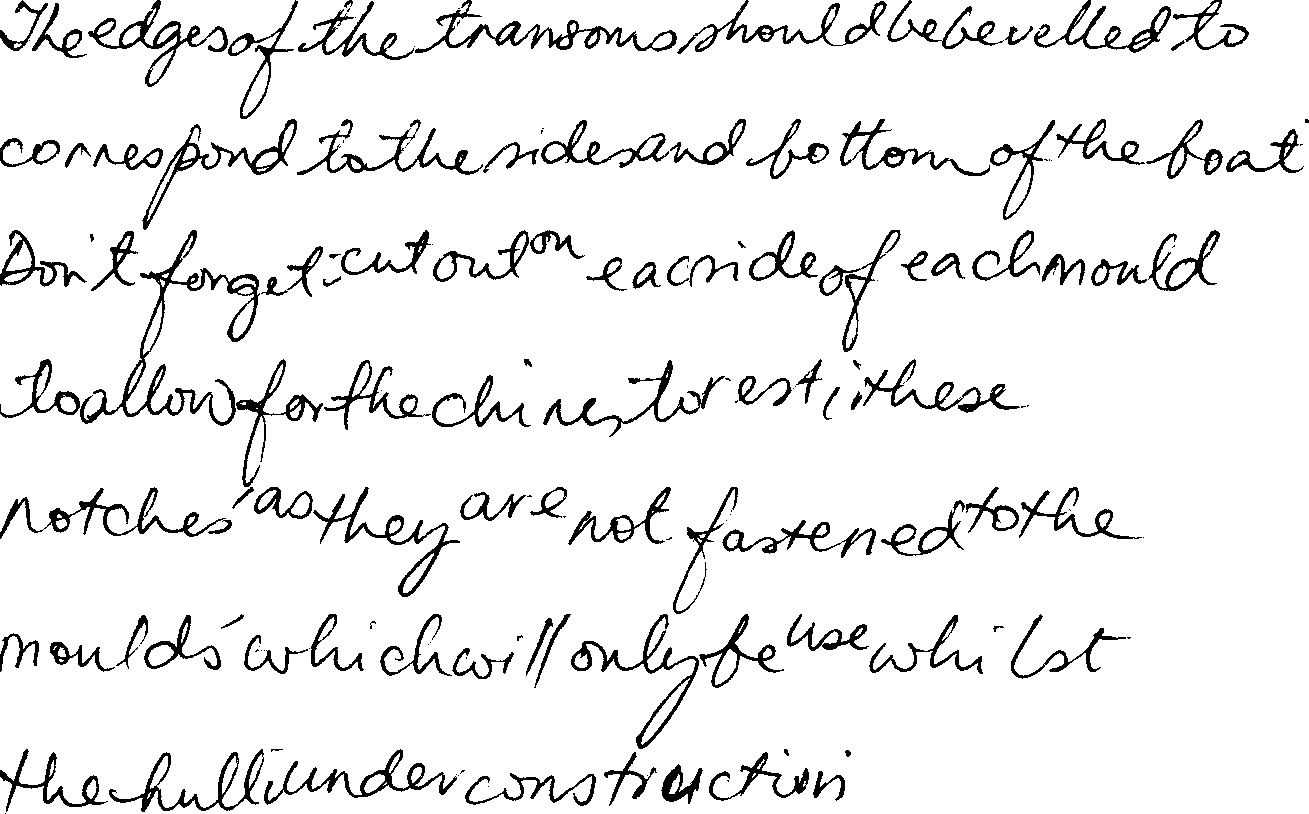 The edges of the transoms should be bevelled to
correspond to the sides and bottom of the boat
Don't forget : cut out on eac side of each mould
to allow for the chines, to rest i these
notches as they are not fastened to the
moulds which will only be use whilst
the hull i under construction